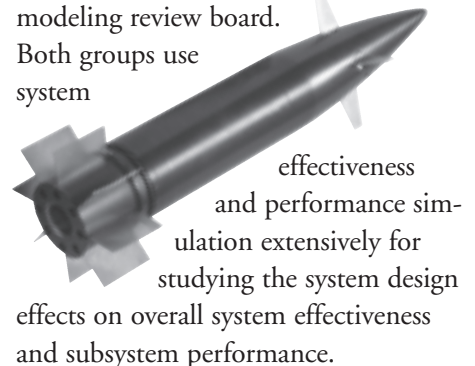 modeling review board.
Both groups use
system
effectiveness
and performance sim-
ulation extensively for
studying the system design
effects on overall system effectiveness
and subsystem performance.